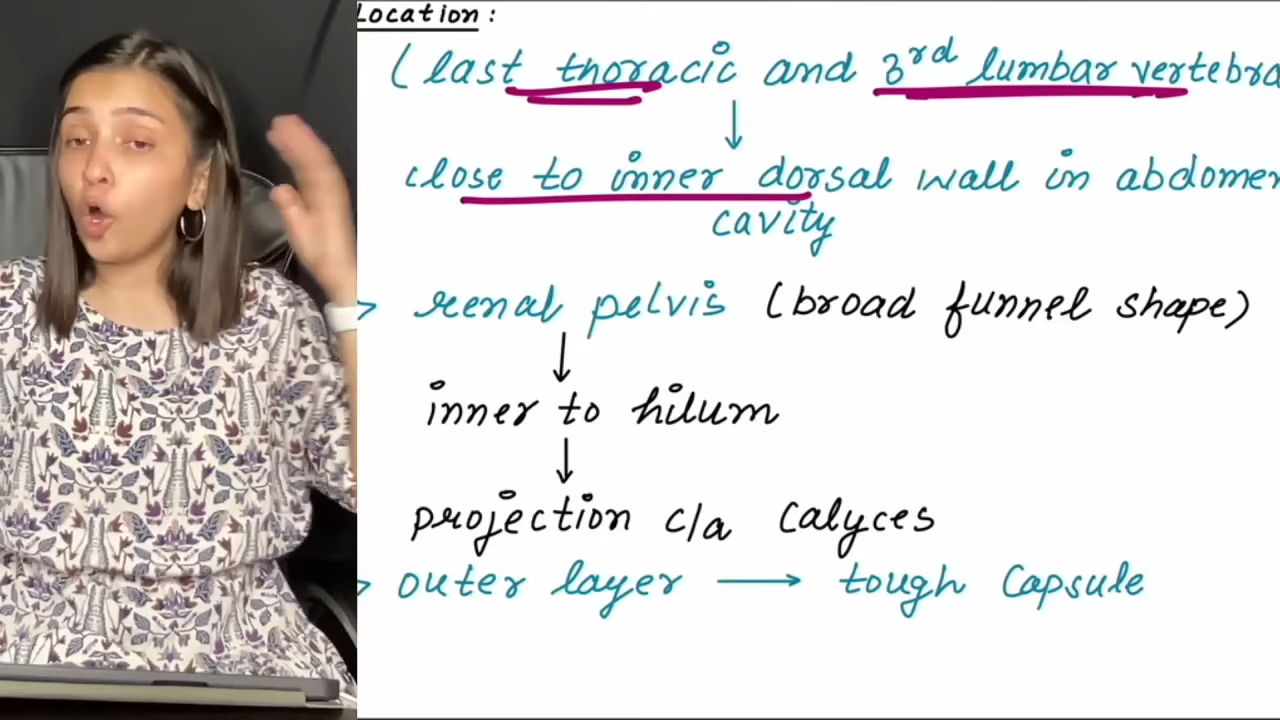 Location :
(last thoracic and 3rd lumbar vertebra
close to inner dorsal wall in abdomen
cavity
renal pelvis (broad funnel shape)
inner to hilum
projection c/a Calyces
outer layer → tough Capsule